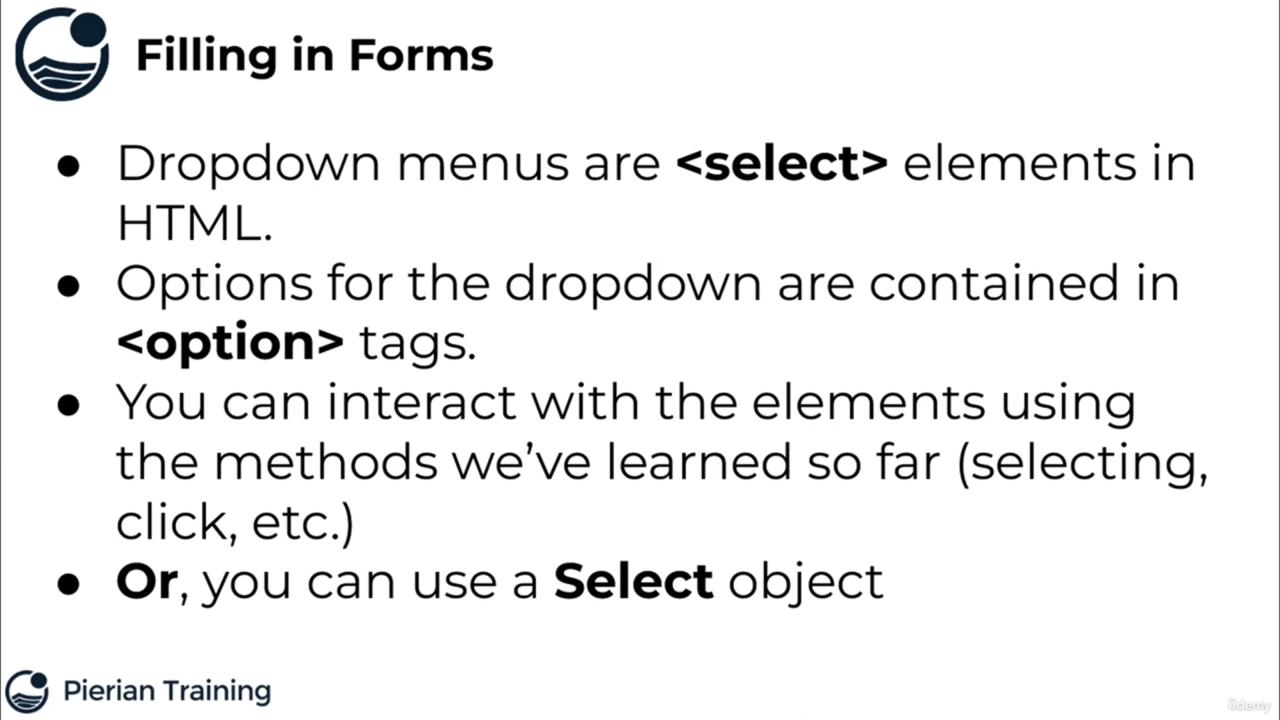 Filling in Forms
● Dropdown menus are <select> elements in
HTML.
● Options for the dropdown are contained in
<option> tags.
● You can interact with the elements using
the methods we’ve learned so far (selecting,
click, etc.)
● Or, you can use a Select object
Pierian Training
ûdemy